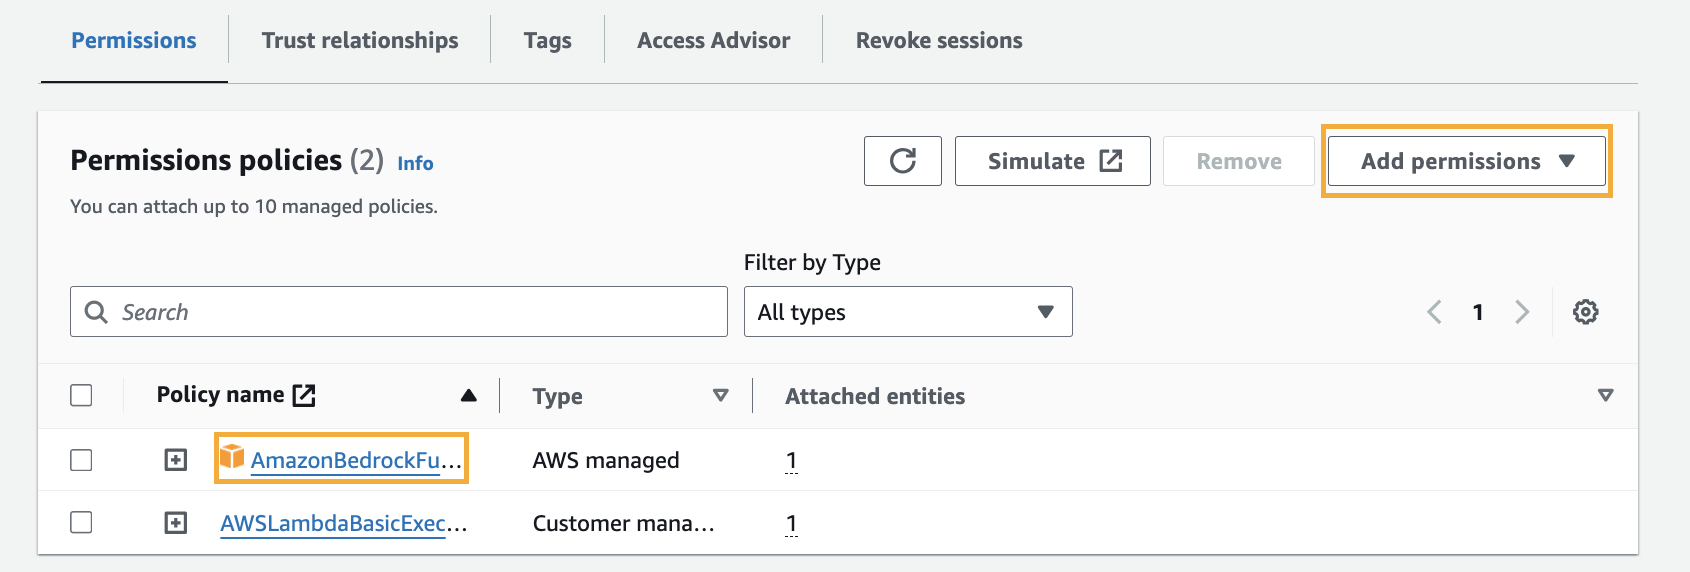 Permissions Trust relationships Tags Access Advisor Revoke sessions
Permissions policies (2) Info
Simulate Remove Add permissions
You can attach up to 10 managed policies.
Filter by Type
Search All types 1
Policy name Type Attached entities
AmazonBedrockFu... AWS managed 1
AWSLambdaBasicExec... Customer mana... 1